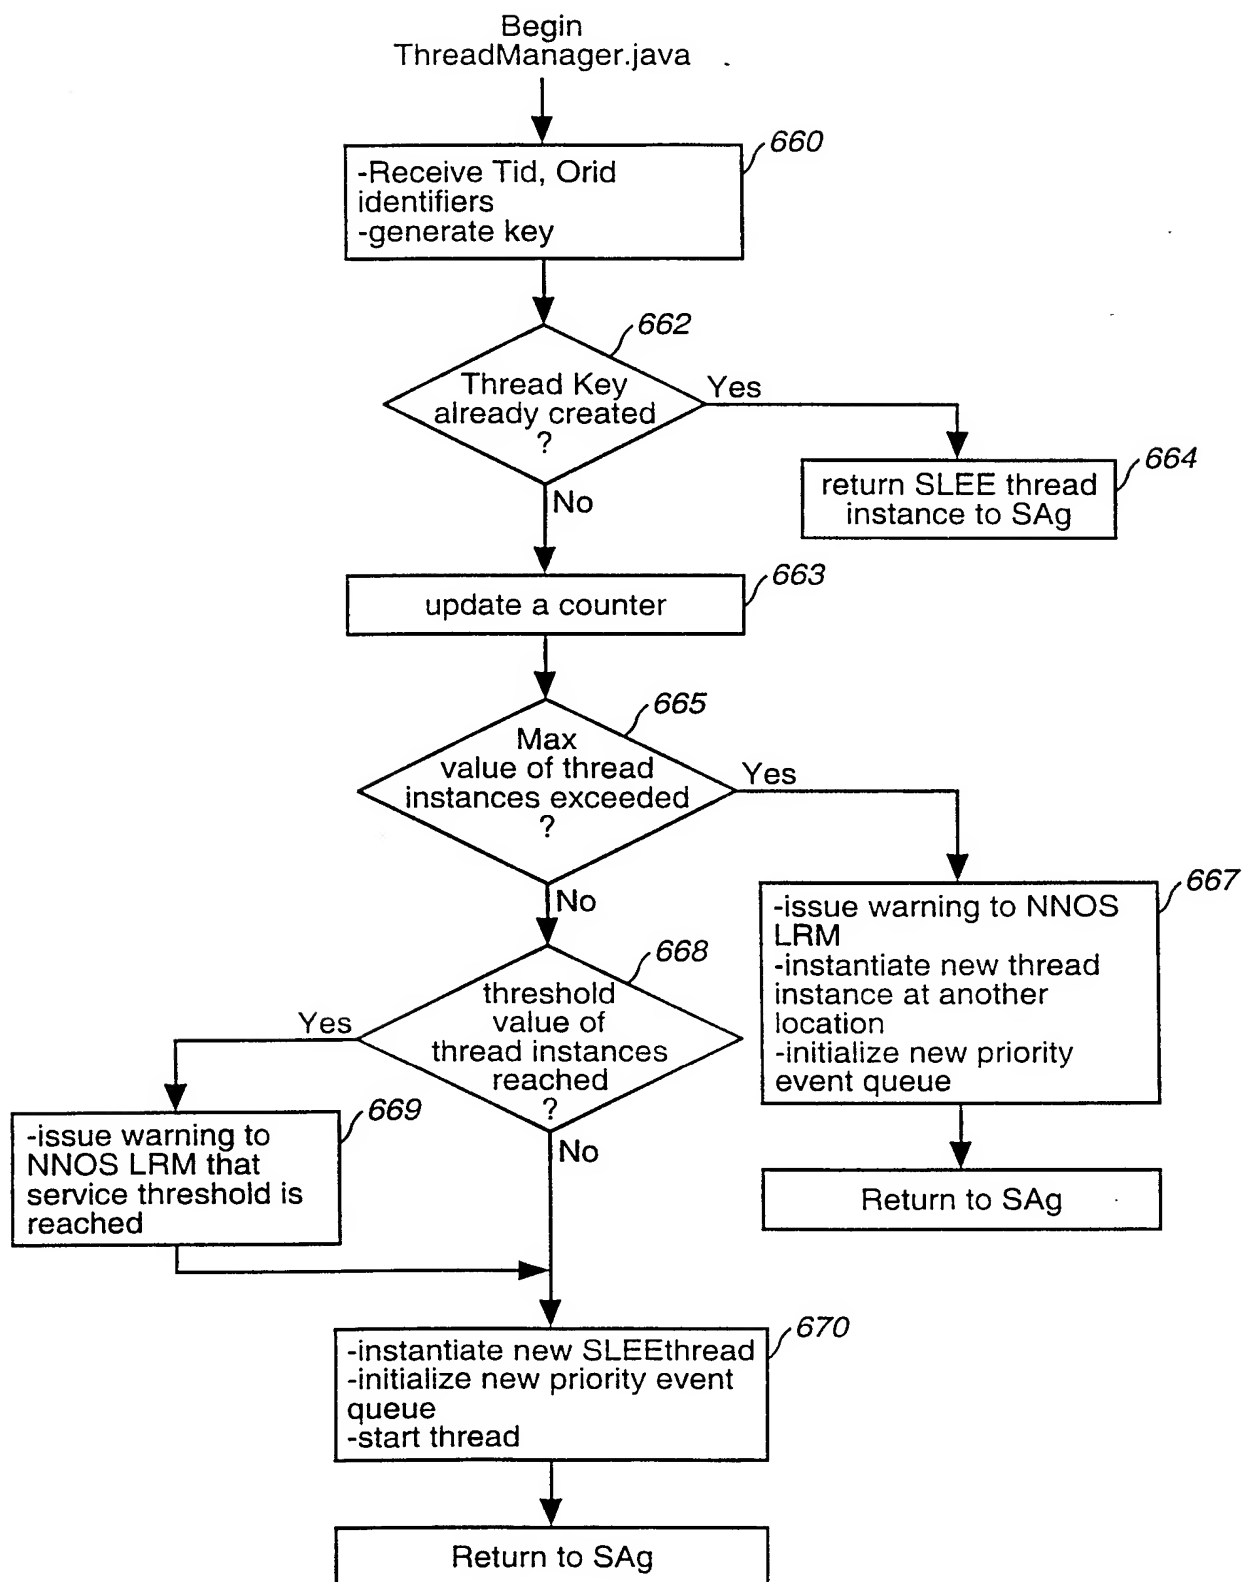 Begin
ThreadManager.java
660
-Receive Tid, Orid
identifiers
-generate key
662
Thread Key
already created
?
Yes
No
664
return SLEE thread
instance to SAg
663
update a counter
665
Max
value of thread
instances exceeded
?
Yes
No
667
-issue warning to NNOS
LRM
-instantiate new thread
instance at another
location
-initialize new priority
event queue
668
threshold
value of
thread instances
reached
?
Yes
No
669
-issue warning to
NNOS LRM that
service threshold is
reached
Return to SAg
670
-instantiate new SLEEthread
-initialize new priority event
queue
-start thread
Return to SAg